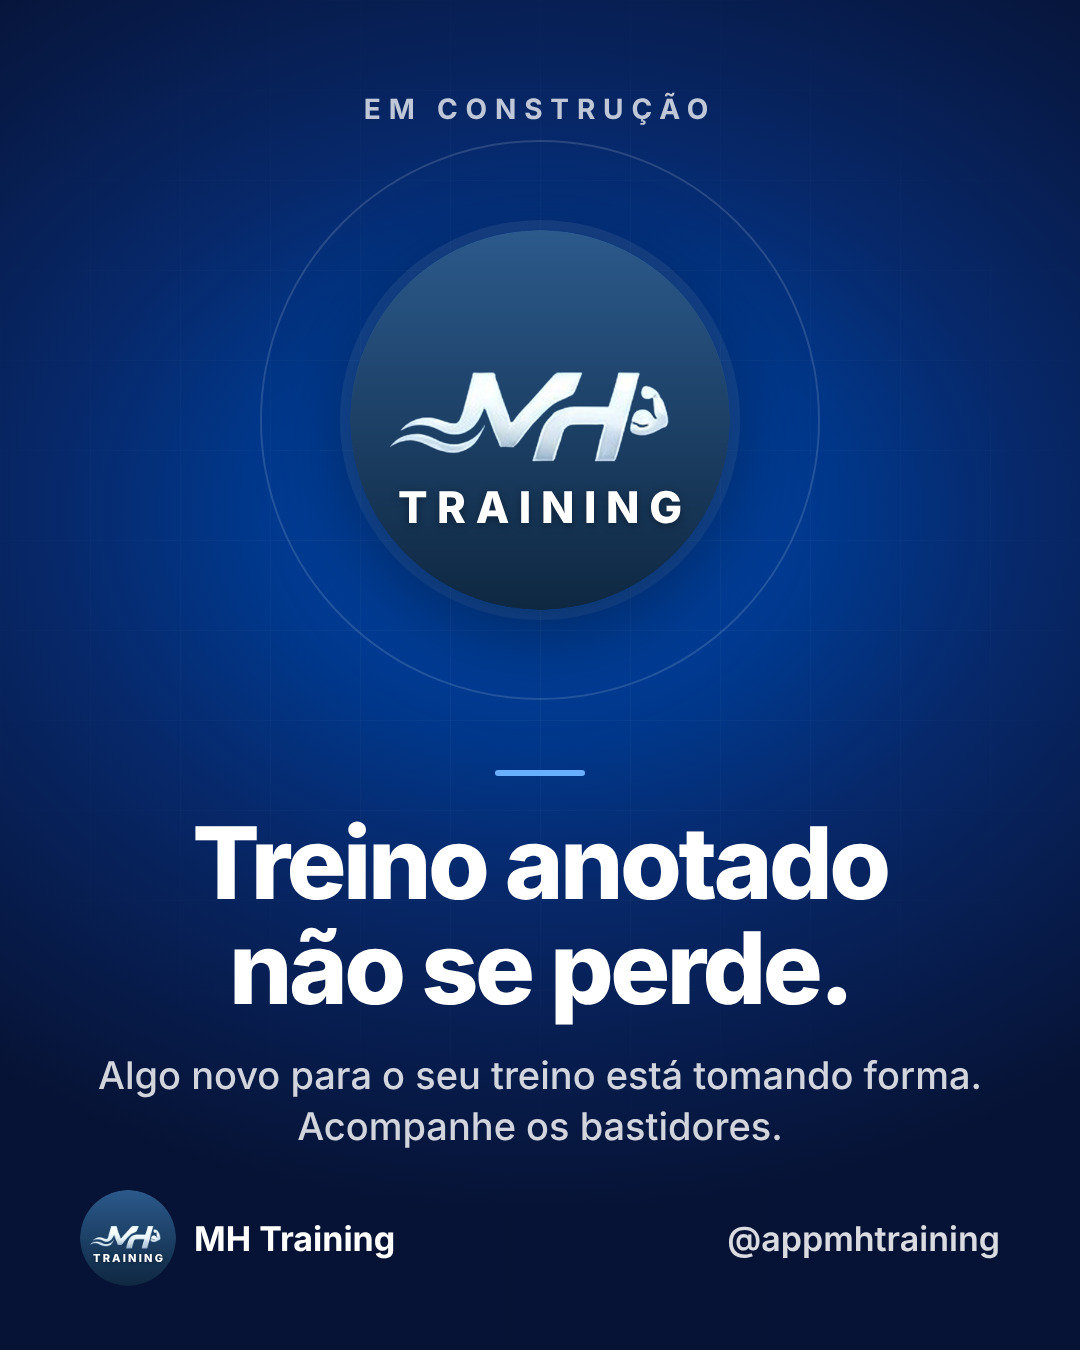 EM CONSTRUÇÃO
MH
TRAINING
Treino anotado
não se perde.
Algo novo para o seu treino está tomando forma.
Acompanhe os bastidores.
MH
TRAINING
MH Training
@appmhtraining